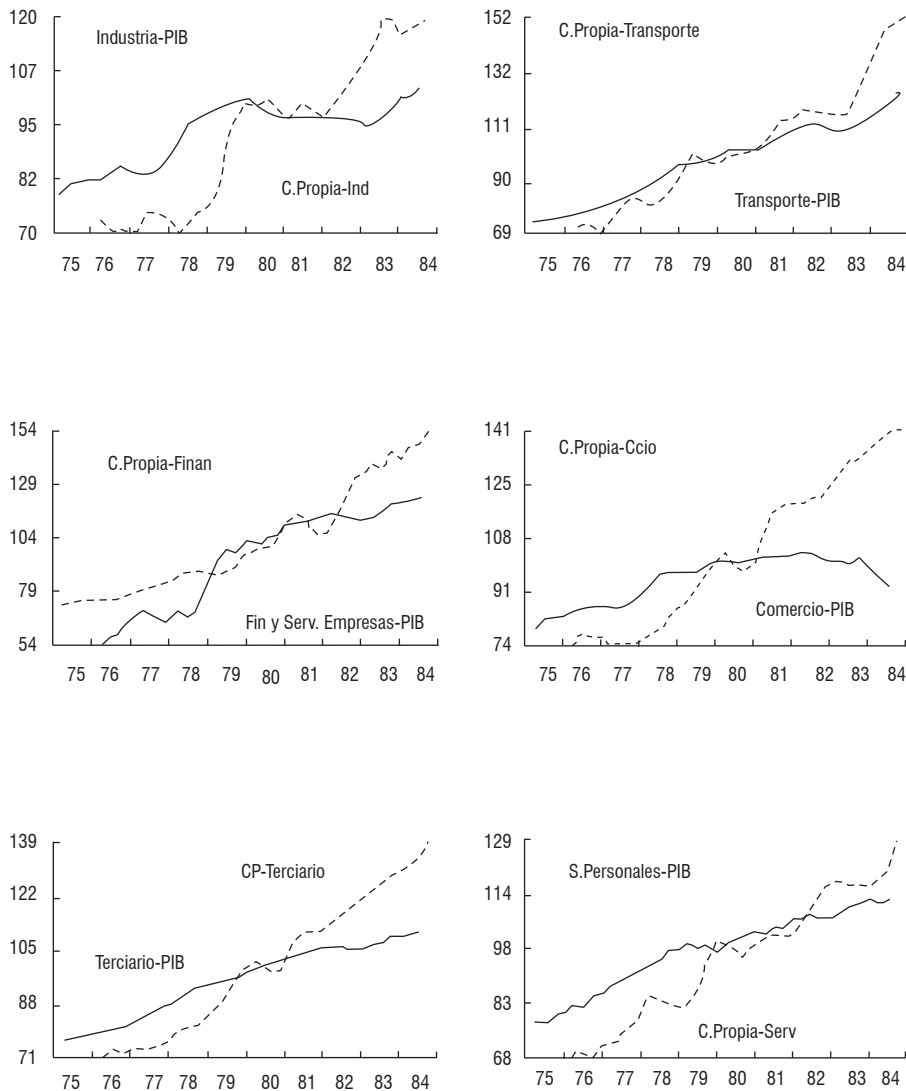 120
107
95
82
70
Industria-PIB
C.Propia-Ind
75 76 77 78 79 80 81 82 83 84
152
132
111
90
69
C.Propia-Transporte
Transporte-PIB
75 76 77 78 79 80 81 82 83 84
154
129
104
79
54
C.Propia-Finan
Fin y Serv. Empresas-PIB
75 76 77 78 79 80 81 82 83 84
141
125
108
91
74
C.Propia-Ccio
Comercio-PIB
75 76 77 78 79 80 81 82 83 84
139
122
105
88
71
CP-Terciario
Terciario-PIB
75 76 77 78 79 80 81 82 83 84
129
114
98
83
68
S.Personales-PIB
C.Propia-Serv
75 76 77 78 79 80 81 82 83 84